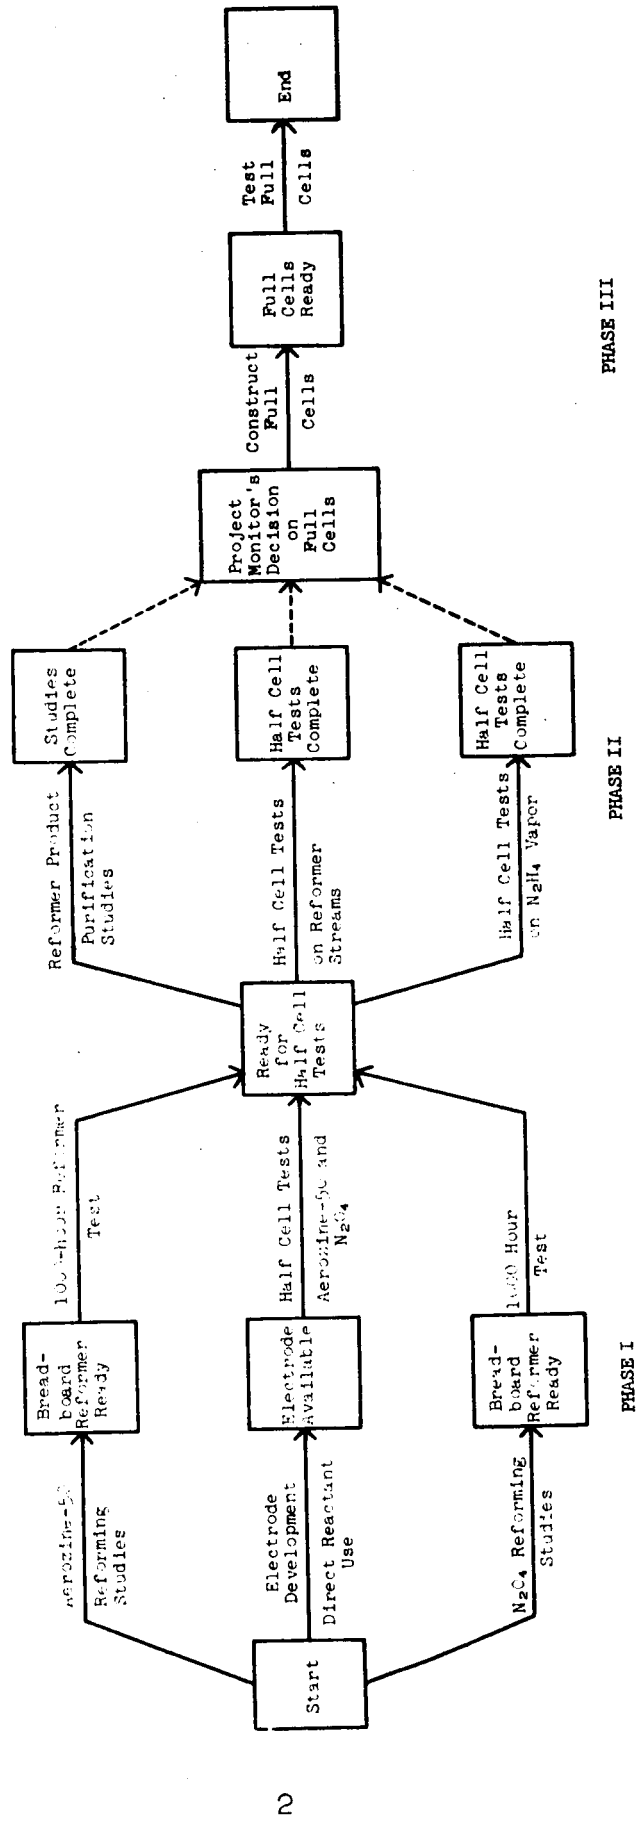 Start
Aerozine-50
Reforming
Studies
Electrode
Development
Direct Reactant
Use
N₂O₄ Reforming
Studies
Bread-
board
Reformer
Ready
Electrode
Available
Bread-
board
Reformer
Ready
1000-hour Reformer
Test
Half Cell Tests
Aerozine-50 and
N₂O₄
1000 Hour
Test
Ready
for
Half Cell
Tests
Reformer Product
Purification
Studies
Half Cell Tests
on Reformer
Streams
Half Cell Tests
on N₂H₄ Vapor
Studies
Complete
Half Cell
Tests
Complete
Half Cell
Tests
Complete
Project
Monitor's
Decision
on
Full
Cells
Construct
Full
Cells
Full
Cells
Ready
Test
Full
Cells
End
PHASE I
PHASE II
PHASE III
2